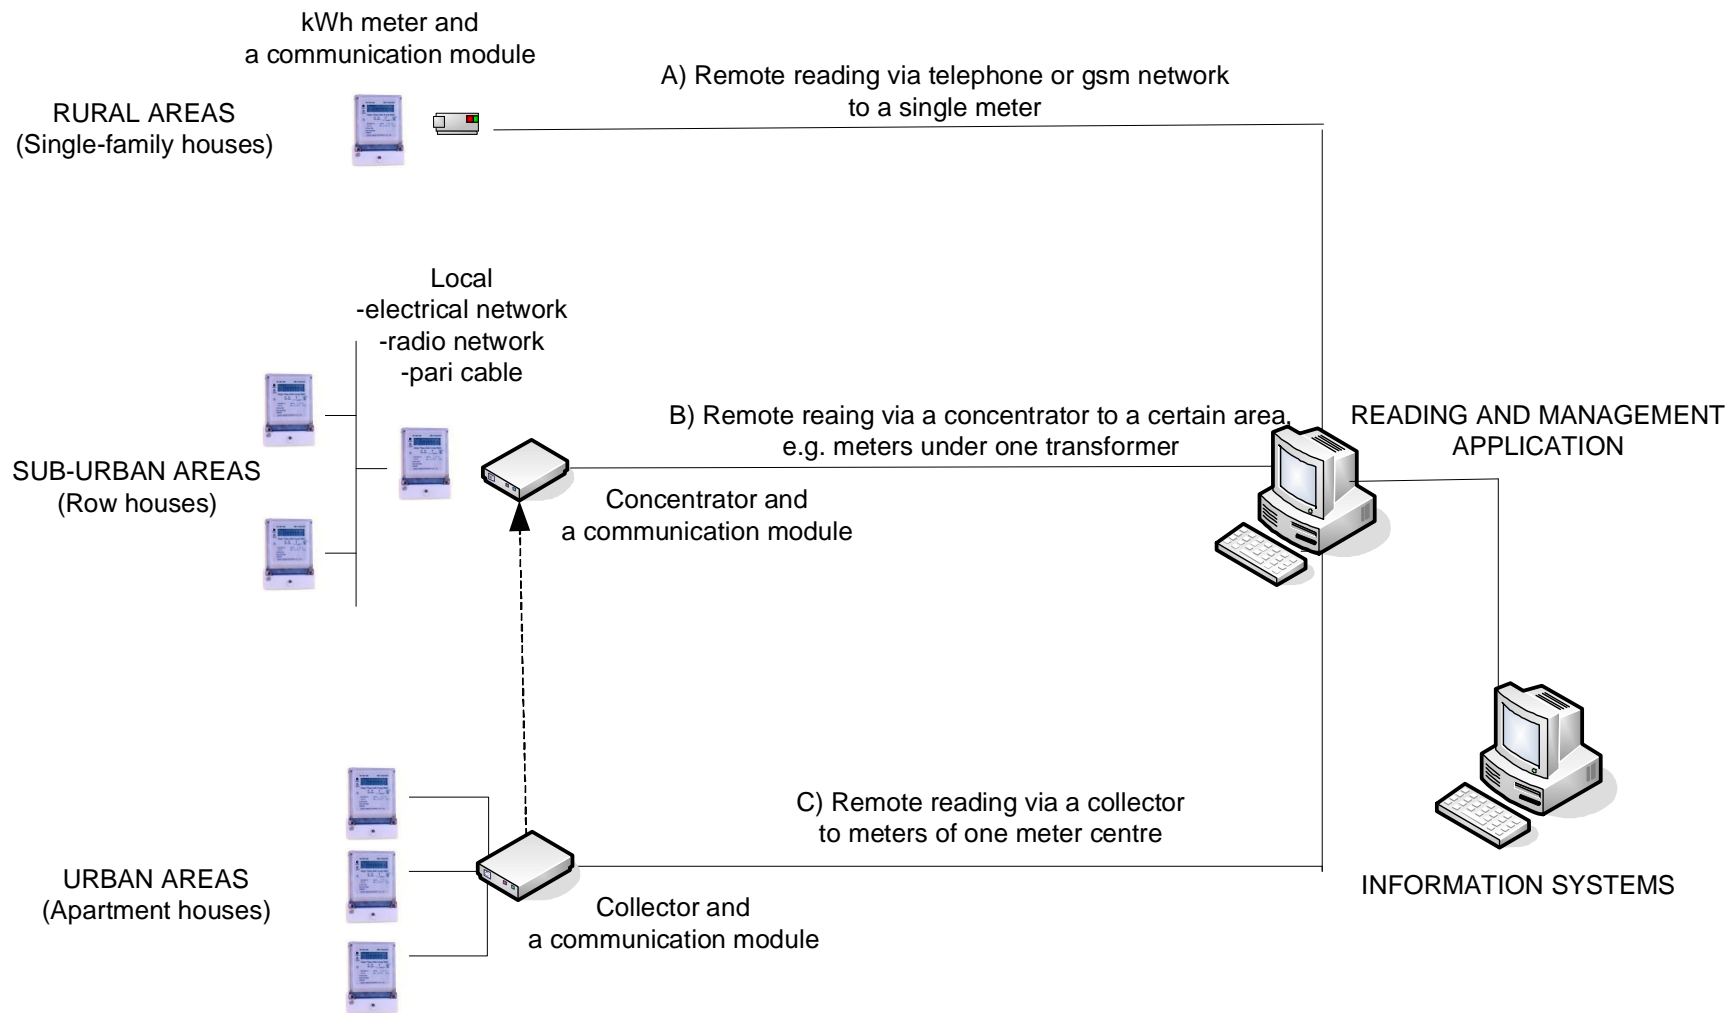 kWh meter and
a communication module
A) Remote reading via telephone or gsm network
to a single meter
RURAL AREAS
(Single-family houses)
Local
-electrical network
-radio network
-pari cable
B) Remote reaing via a concentrator to a certain area,
e.g. meters under one transformer
READING AND MANAGEMENT
APPLICATION
SUB-URBAN AREAS
(Row houses)
Concentrator and
a communication module
C) Remote reading via a collector
to meters of one meter centre
URBAN AREAS
(Apartment houses)
Collector and
a communication module
INFORMATION SYSTEMS